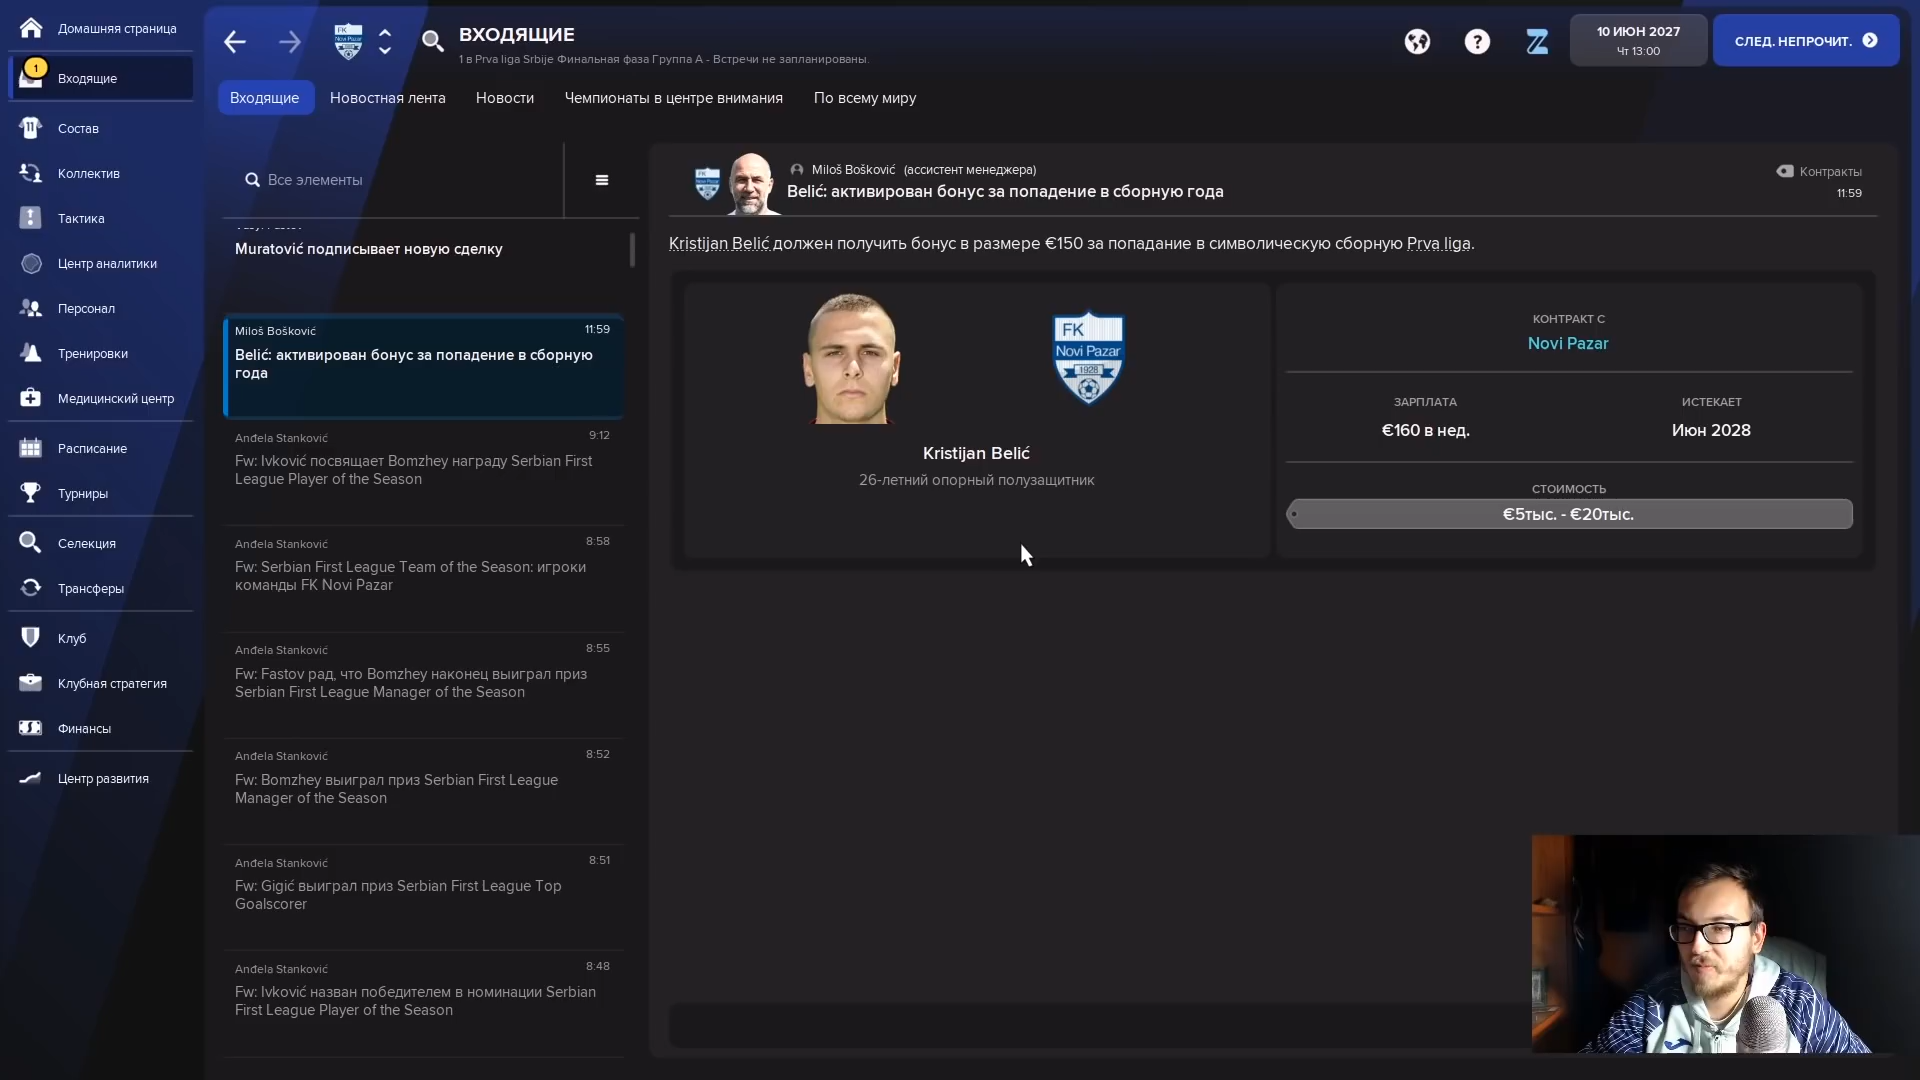 Домашняя страница
1
Входящие
Состав
Коллектив
Тактика
Центр аналитики
Персонал
Тренировки
Медицинский центр
Расписание
Турниры
Селекция
Трансферы
Клуб
Клубная стратегия
Финансы
Центр развития
FK
Novi Pazar
ВХОДЯЩИЕ
1 в Prva liga Srbije Финальная фаза Группа А - Встречи не запланированы.
10 ИЮН 2027
Чт 13:00
СЛЕД. НЕПРОЧИТ.
Входящие
Новостная лента
Новости
Чемпионаты в центре внимания
По всему миру
Все элементы
Muratović подписывает новую сделку
Miloš Bošković
11:59
Belić: активирован бонус за попадение в сборную
года
Anđela Stanković
9:12
Fw: Ivković посвящает Bomzhey награду Serbian First
League Player of the Season
Anđela Stanković
8:58
Fw: Serbian First League Team of the Season: игроки
команды FK Novi Pazar
Anđela Stanković
8:55
Fw: Fastov рад, что Bomzhey наконец выиграл приз
Serbian First League Manager of the Season
Anđela Stanković
8:52
Fw: Bomzhey выиграл приз Serbian First League
Manager of the Season
Anđela Stanković
8:51
Fw: Gigić выиграл приз Serbian First League Top
Goalscorer
Anđela Stanković
8:48
Fw: Ivković назван победителем в номинации Serbian
First League Player of the Season
Miloš Bošković (ассистент менеджера)
Belić: активирован бонус за попадение в сборную года
Контракты
11:59
Kristijan Belić должен получить бонус в размере €150 за попадание в символическую сборную Prva liga.
FK
Novi Pazar
1928
Kristijan Belić
26-летний опорный полузащитник
КОНТРАКТ С
Novi Pazar
ЗАРПЛАТА
€160 в нед.
ИСТЕКАЕТ
Июн 2028
СТОИМОСТЬ
€5тыс. - €20тыс.